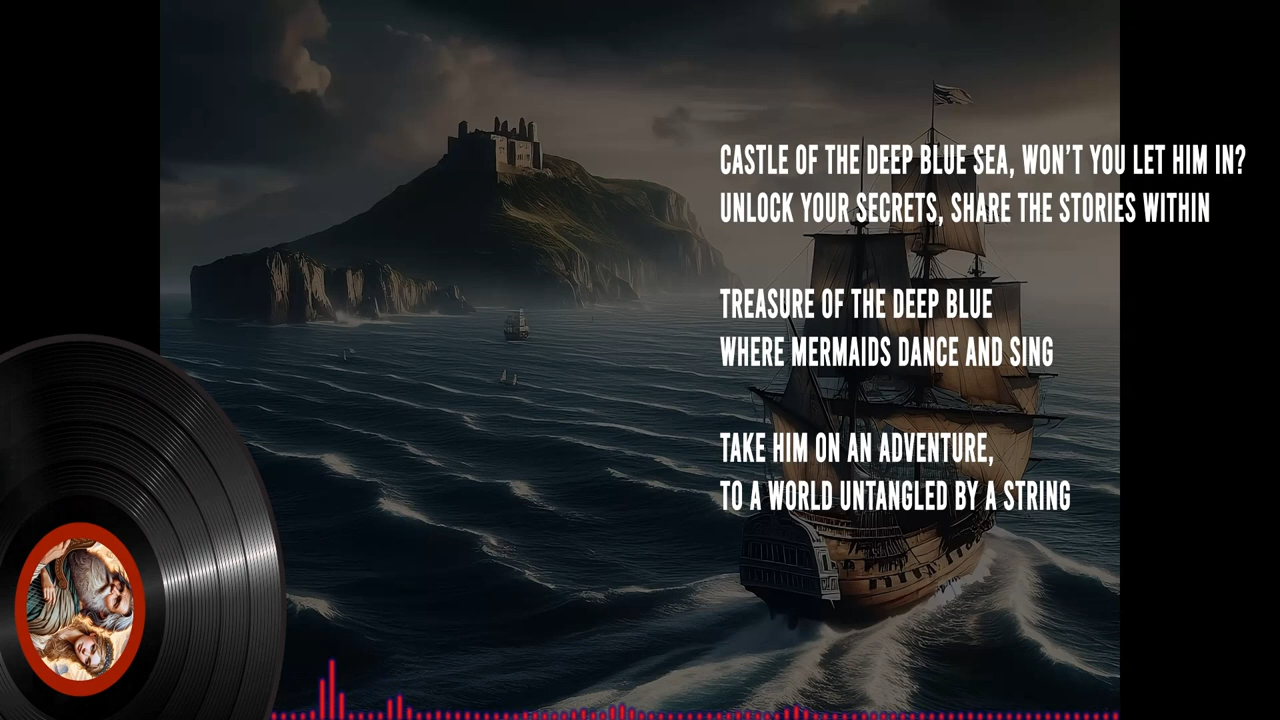 CASTLE OF THE DEEP BLUE SEA, WON'T YOU LET HIM IN?
UNLOCK YOUR SECRETS, SHARE THE STORIES WITHIN
TREASURE OF THE DEEP BLUE
WHERE MERMAIDS DANCE AND SING
TAKE HIM ON AN ADVENTURE,
TO A WORLD UNTANGLED BY A STRING